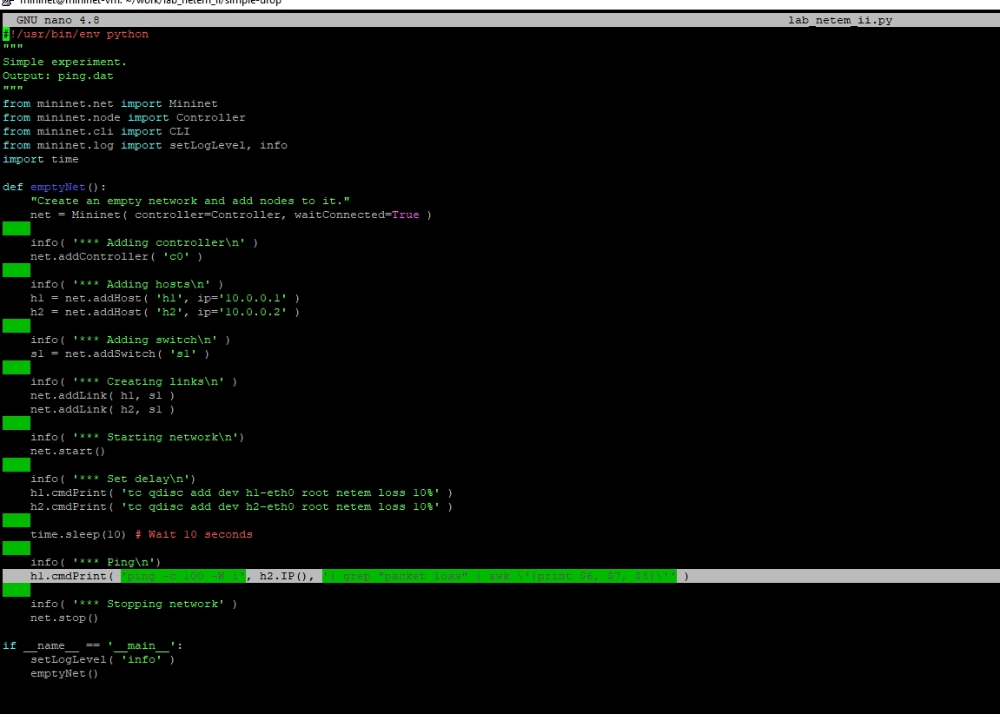 mininet@mininet-vm: ~/work/lab_netem_ii/simple-drop
GNU nano 4.8 lab_netem_ii.py
#!/usr/bin/env python
"""
Simple experiment.
Output: ping.dat
"""
from mininet.net import Mininet
from mininet.node import Controller
from mininet.cli import CLI
from mininet.log import setLogLevel, info
import time
def emptyNet():
"Create an empty network and add nodes to it."
net = Mininet( controller=Controller, waitConnected=True )
info( '*** Adding controller\n' )
net.addController( 'c0' )
info( '*** Adding hosts\n' )
h1 = net.addHost( 'h1', ip='10.0.0.1' )
h2 = net.addHost( 'h2', ip='10.0.0.2' )
info( '*** Adding switch\n' )
s1 = net.addSwitch( 's1' )
info( '*** Creating links\n' )
net.addLink( h1, s1 )
net.addLink( h2, s1 )
info( '*** Starting network\n')
net.start()
info( '*** Set delay\n')
h1.cmdPrint( 'tc qdisc add dev h1-eth0 root netem loss 10%' )
h2.cmdPrint( 'tc qdisc add dev h2-eth0 root netem loss 10%' )
time.sleep(10) # Wait 10 seconds
info( '*** Ping\n')
h1.cmdPrint( 'ping -c 100 -W 1', h2.IP(), '| grep "packet loss" | awk \'{print $6, $7, $8}\'' )
info( '*** Stopping network' )
net.stop()
if __name__ == '__main__':
setLogLevel( 'info' )
emptyNet()